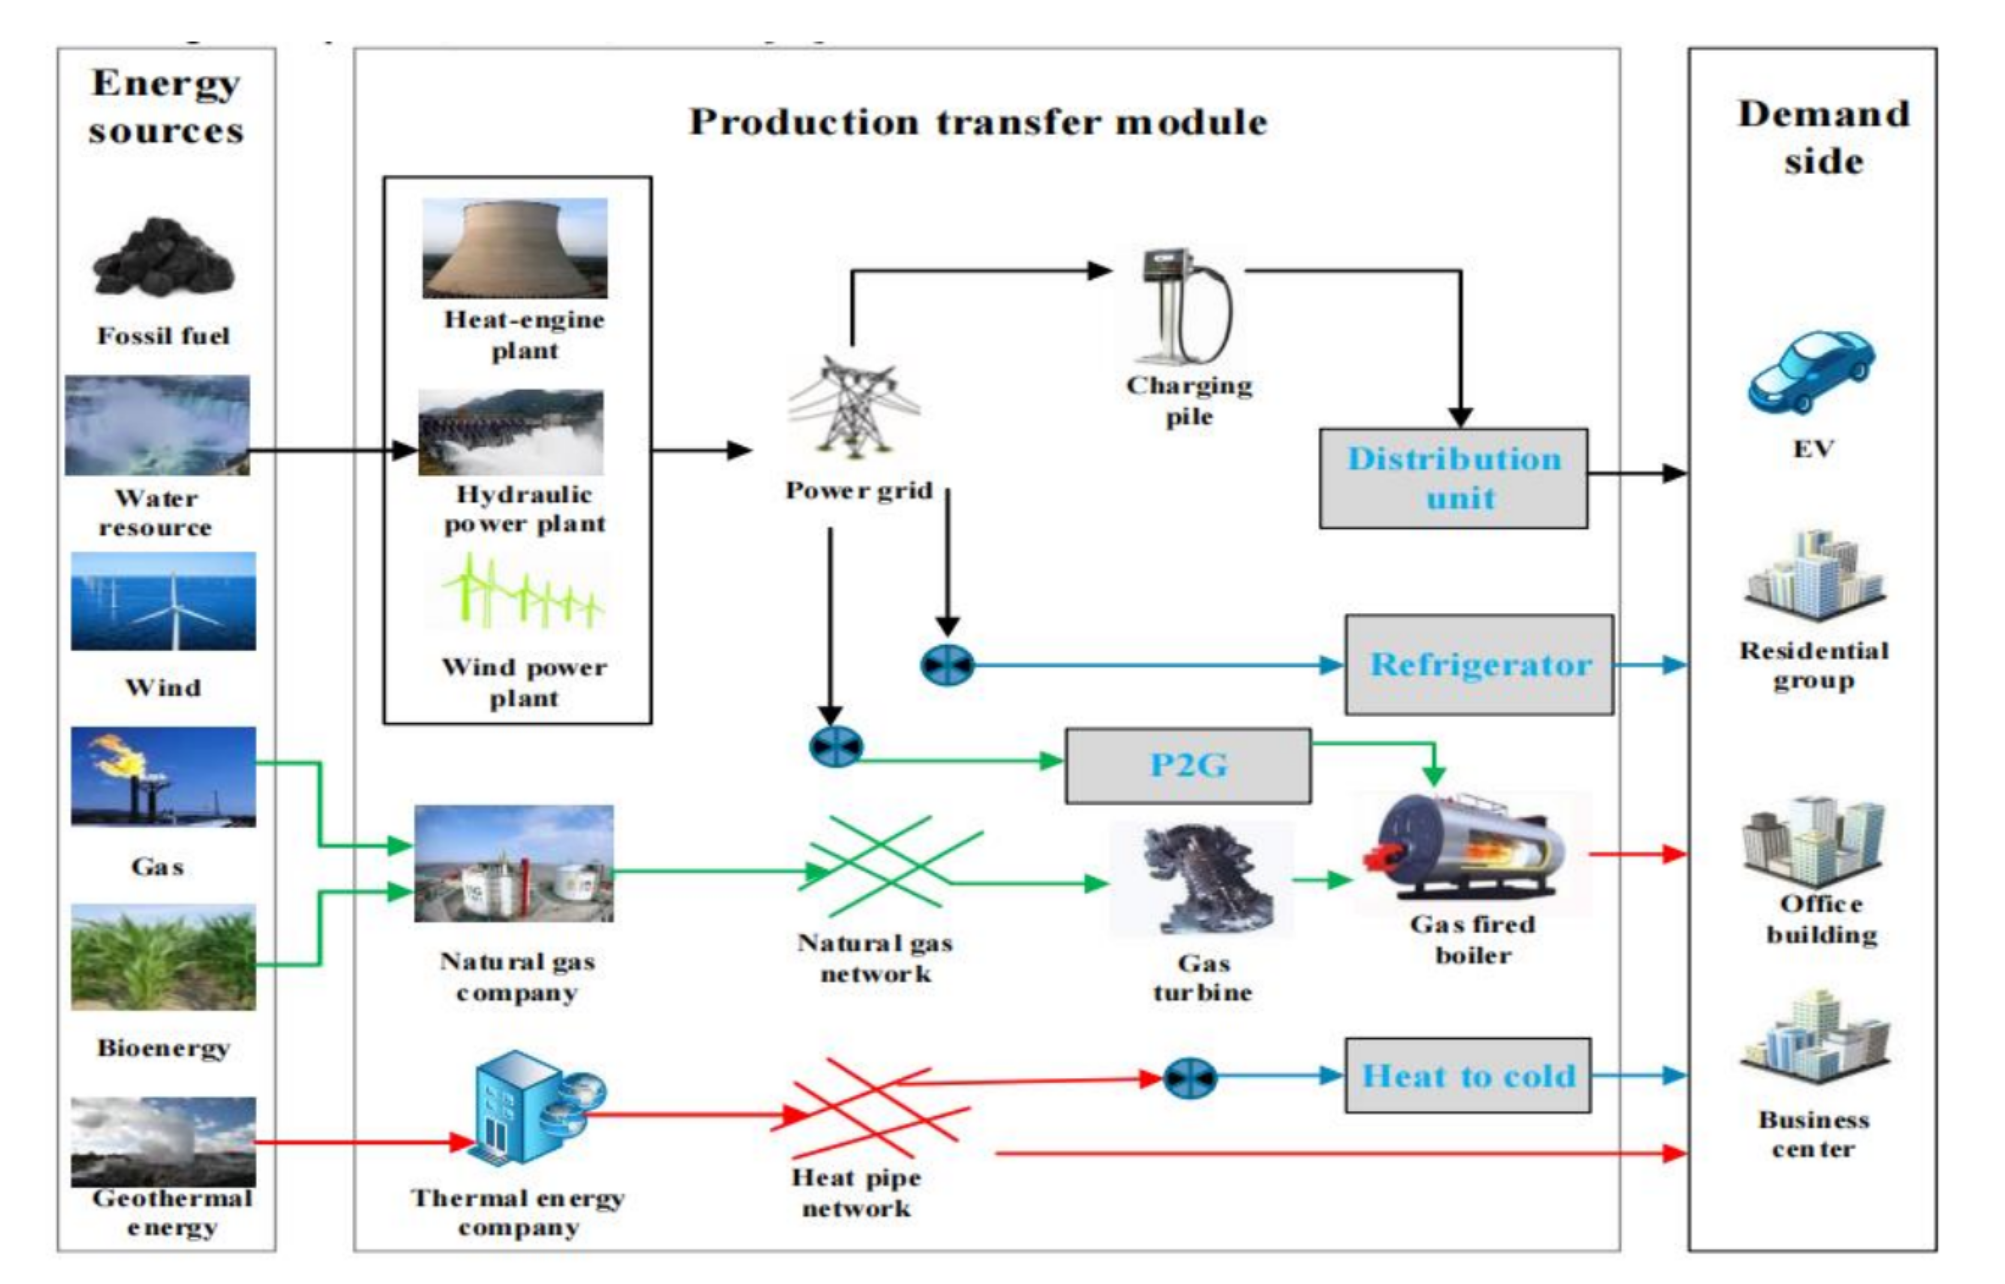 Energy
sources
Fossil fuel
Water
resource
Wind
Gas
Bioenergy
Geothermal
energy
Production transfer module
Heat-engine
plant
Hydraulic
power plant
Wind power
plant
Power grid
Charging
pile
Distribution
unit
Refrigerator
P2G
Natural gas
company
Natural gas
network
Gas
turbine
Gas fired
boiler
Thermal energy
company
Heat pipe
network
Heat to cold
Demand
side
EV
Residential
group
Office
building
Business
center